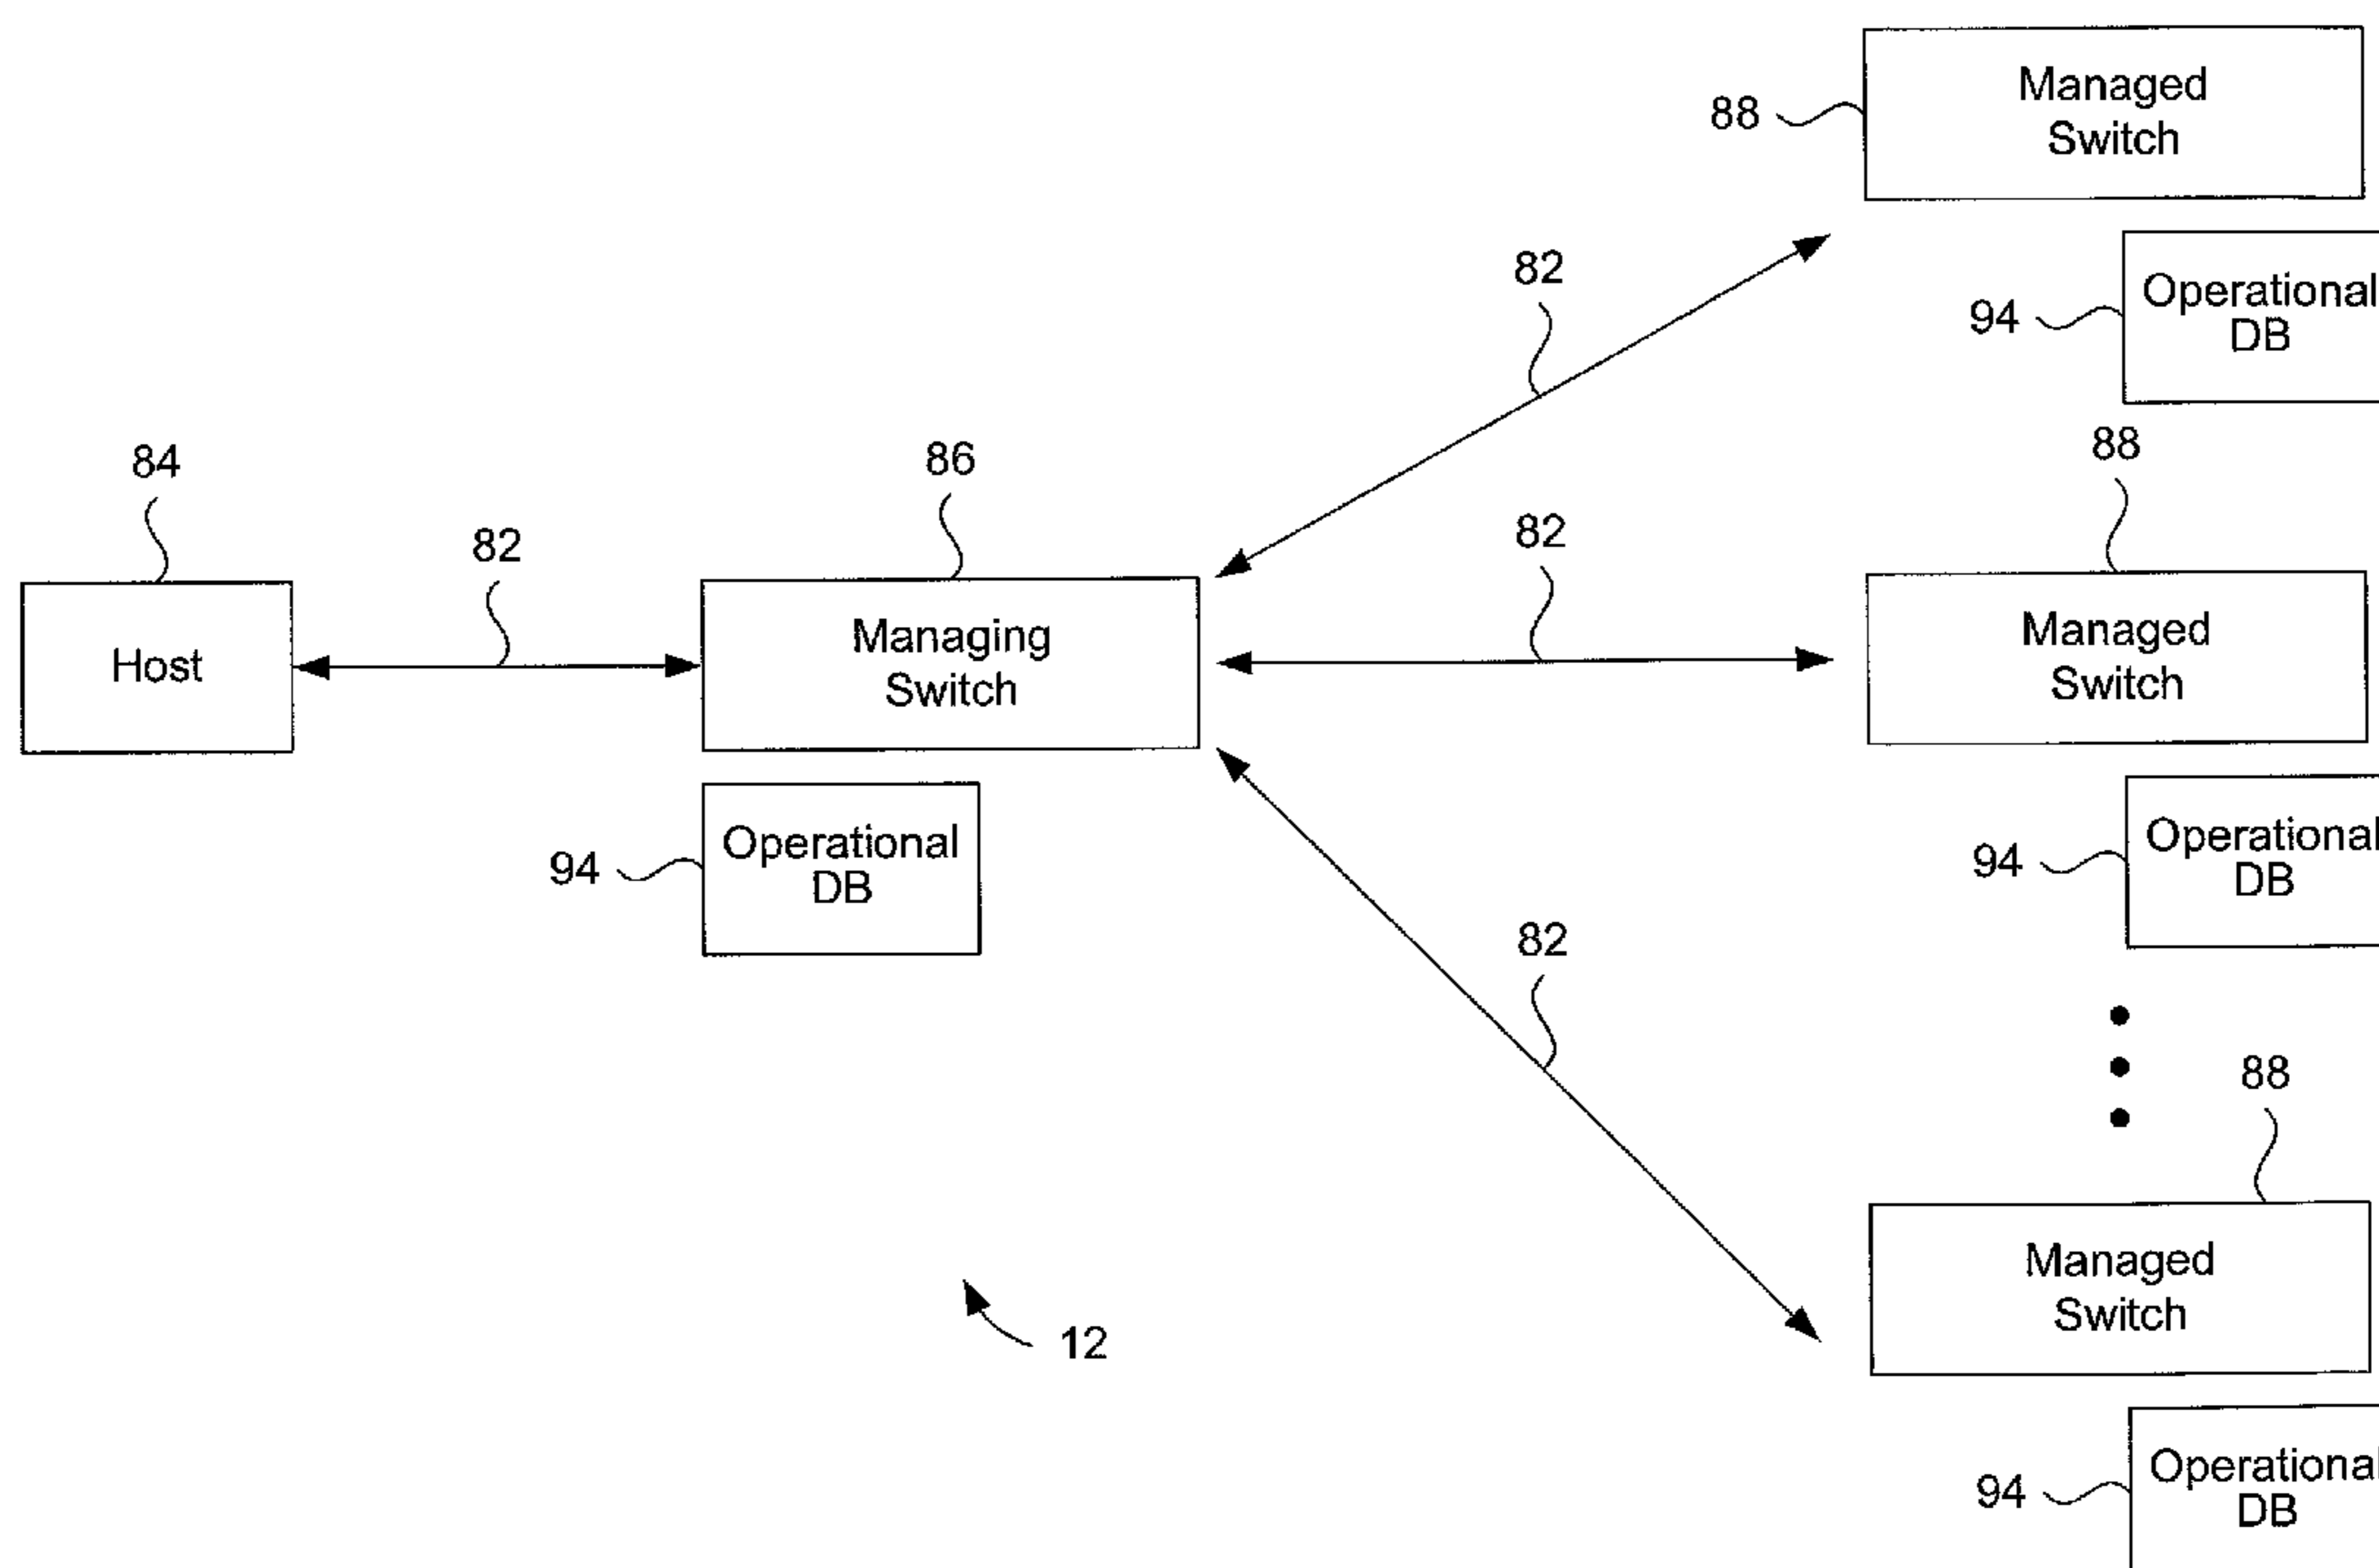 Managed
Switch
88
82
Operational
DB
94
84
86
88
82
82
Host
Managing
Switch
Managed
Switch
Operational
DB
94
Operational
DB
94
82
88
Managed
Switch
12
Operational
DB
94